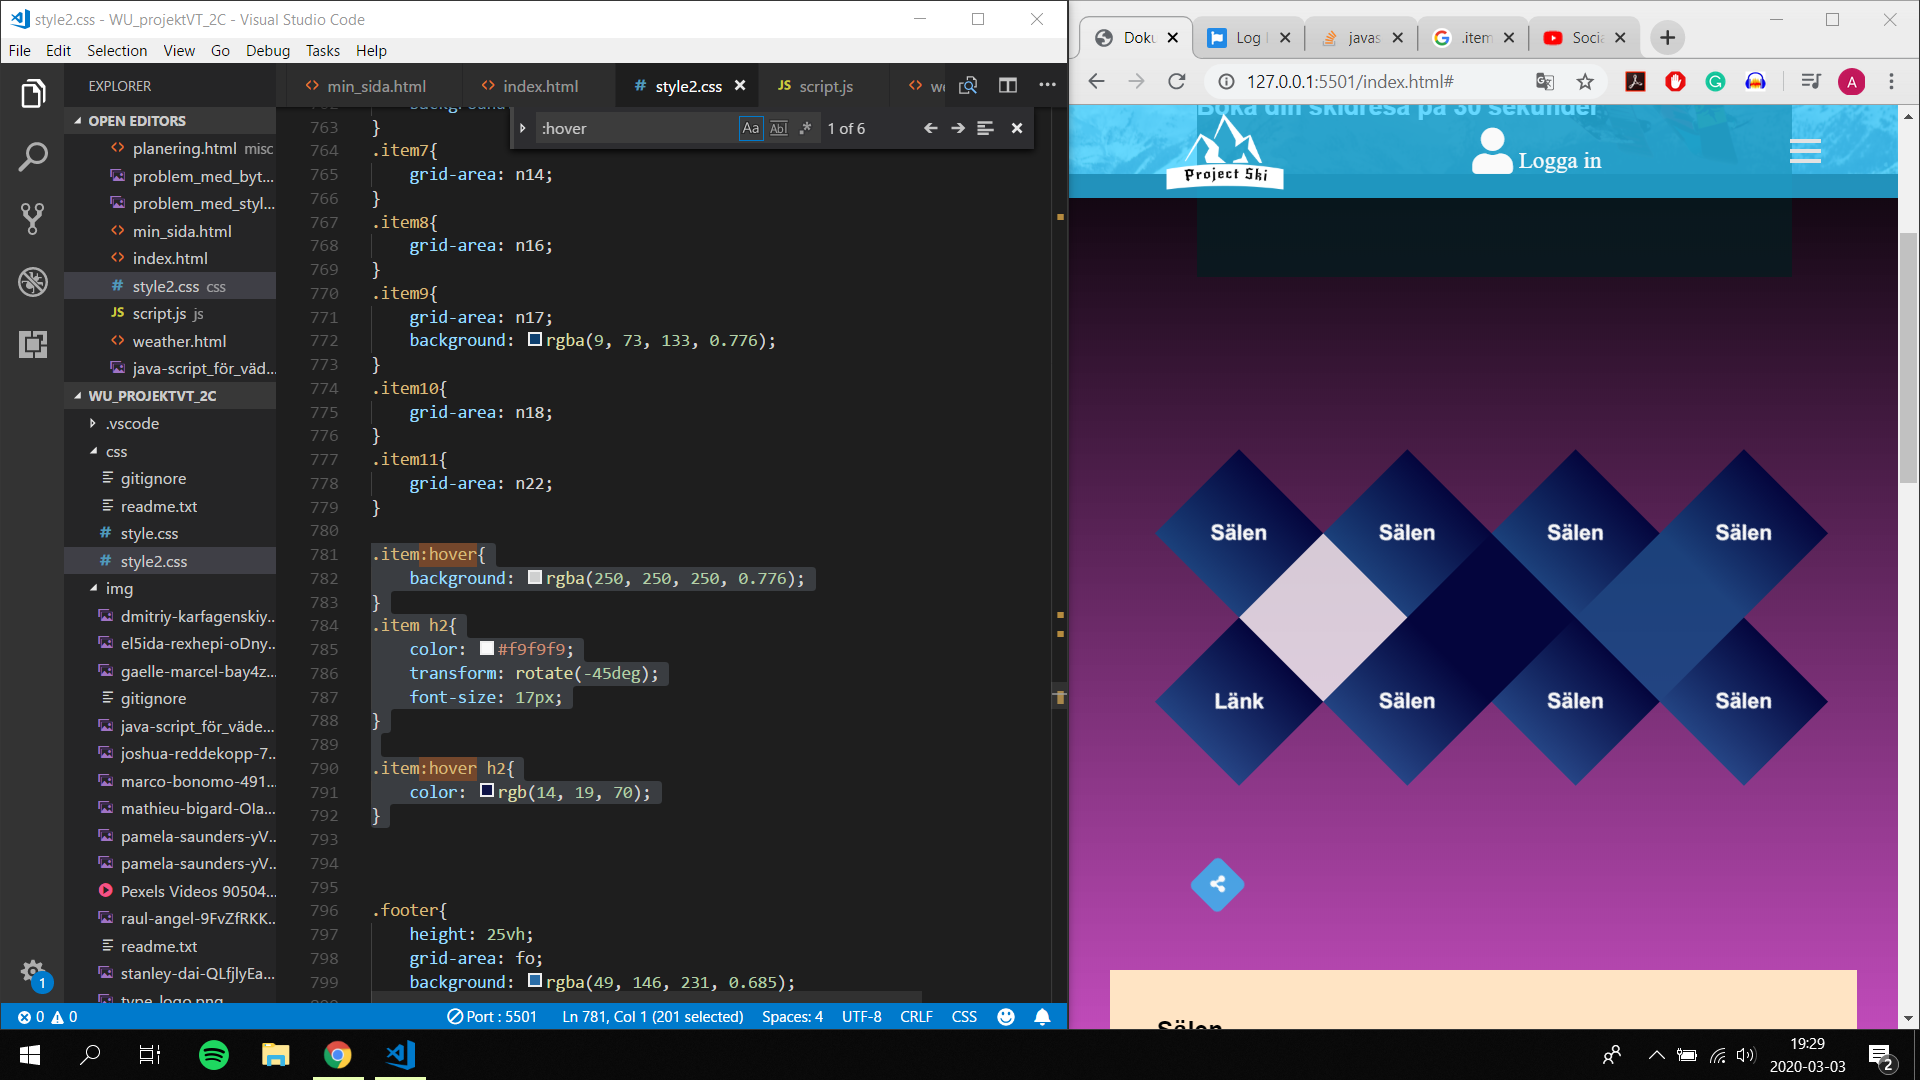 style2.css - WU_projektVT_2C - Visual Studio Code
File Edit Selection View Go Debug Tasks Help
EXPLORER
OPEN EDITORS
planering.html misc
problem_med_byt...
problem_med_styl...
min_sida.html
index.html
style2.css css
script.js js
weather.html
java-script_för_väd...
WU_PROJEKTVT_2C
.vscode
css
gitignore
readme.txt
style.css
style2.css
img
dmitriy-karfagenskiy...
el5ida-rexhepi-oDny...
gaelle-marcel-bay4z...
gitignore
java-script_för_väde...
joshua-reddekopp-7...
marco-bonomo-491...
mathieu-bigard-OIa...
pamela-saunders-yV...
pamela-saunders-yV...
Pexels Videos 90504...
raul-angel-9FvZfRKK...
readme.txt
stanley-dai-QLfjlyEa...
type_logo.png
min_sida.html index.html style2.css JS script.js we
:hover Aa Abl .* 1 of 6
763 }
764 .item7{
765 grid-area: n14;
766 }
767 .item8{
768 grid-area: n16;
769 }
770 .item9{
771 grid-area: n17;
772 background: rgba(9, 73, 133, 0.776);
773 }
774 .item10{
775 grid-area: n18;
776 }
777 .item11{
778 grid-area: n22;
779 }
780
781 .item:hover{
782 background: rgba(250, 250, 250, 0.776);
783 }
784 .item h2{
785 color: #f9f9f9;
786 transform: rotate(-45deg);
787 font-size: 17px;
788 }
789
790 .item:hover h2{
791 color: rgb(14, 19, 70);
792 }
793
794
795
796 .footer{
797 height: 25vh;
798 grid-area: fo;
799 background: rgba(49, 146, 231, 0.685);
1
0 0 Port : 5501 Ln 781, Col 1 (201 selected) Spaces: 4 UTF-8 CRLF CSS
Doku Log javas .item Socia
127.0.0.1:5501/index.html#
A
Boka din skidresa på 30 sekunder
Project Ski
Logga in
Sälen Sälen Sälen Sälen
Länk Sälen Sälen Sälen
Sälen
19:29
2020-03-03
2